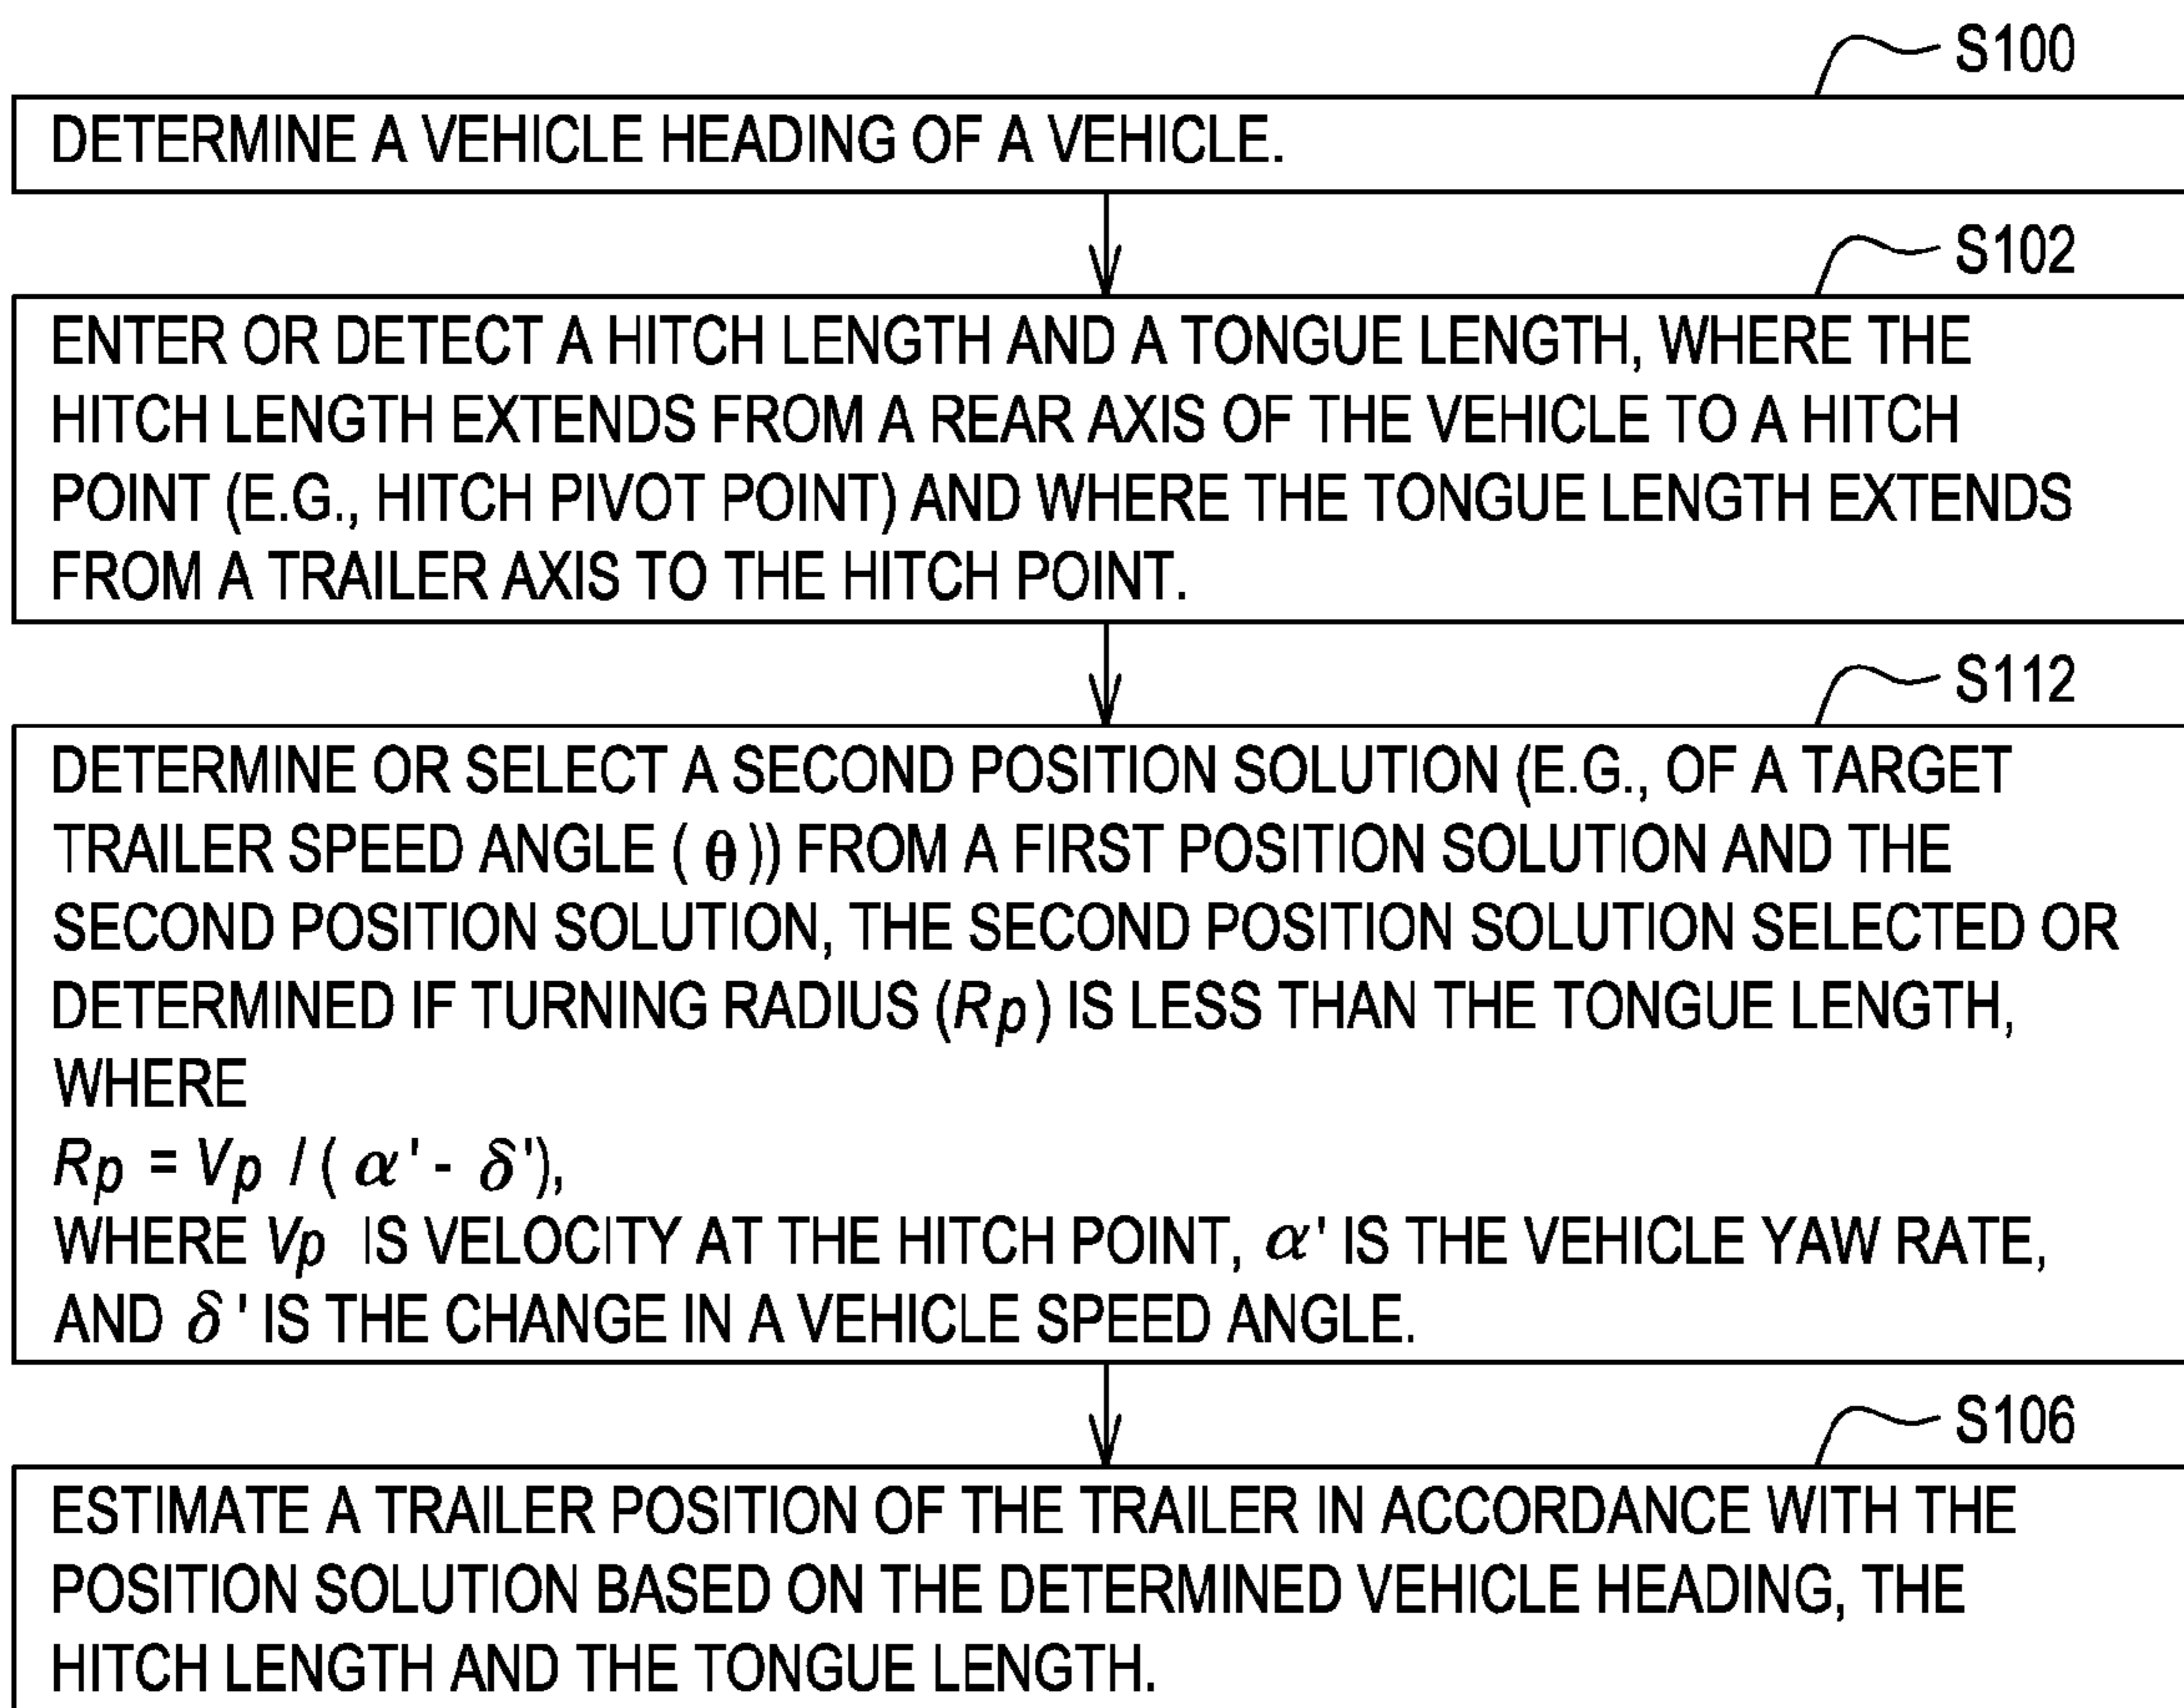 S100
DETERMINE A VEHICLE HEADING OF A VEHICLE.
S102
ENTER OR DETECT A HITCH LENGTH AND A TONGUE LENGTH, WHERE THE
HITCH LENGTH EXTENDS FROM A REAR AXIS OF THE VEHICLE TO A HITCH
POINT (E.G., HITCH PIVOT POINT) AND WHERE THE TONGUE LENGTH EXTENDS
FROM A TRAILER AXIS TO THE HITCH POINT.
S112
DETERMINE OR SELECT A SECOND POSITION SOLUTION (E.G., OF A TARGET
TRAILER SPEED ANGLE ( θ )) FROM A FIRST POSITION SOLUTION AND THE
SECOND POSITION SOLUTION, THE SECOND POSITION SOLUTION SELECTED OR
DETERMINED IF TURNING RADIUS (Rp) IS LESS THAN THE TONGUE LENGTH,
WHERE
Rp = Vp / ( α' - δ'),
WHERE Vp IS VELOCITY AT THE HITCH POINT, α' IS THE VEHICLE YAW RATE,
AND δ' IS THE CHANGE IN A VEHICLE SPEED ANGLE.
S106
ESTIMATE A TRAILER POSITION OF THE TRAILER IN ACCORDANCE WITH THE
POSITION SOLUTION BASED ON THE DETERMINED VEHICLE HEADING, THE
HITCH LENGTH AND THE TONGUE LENGTH.